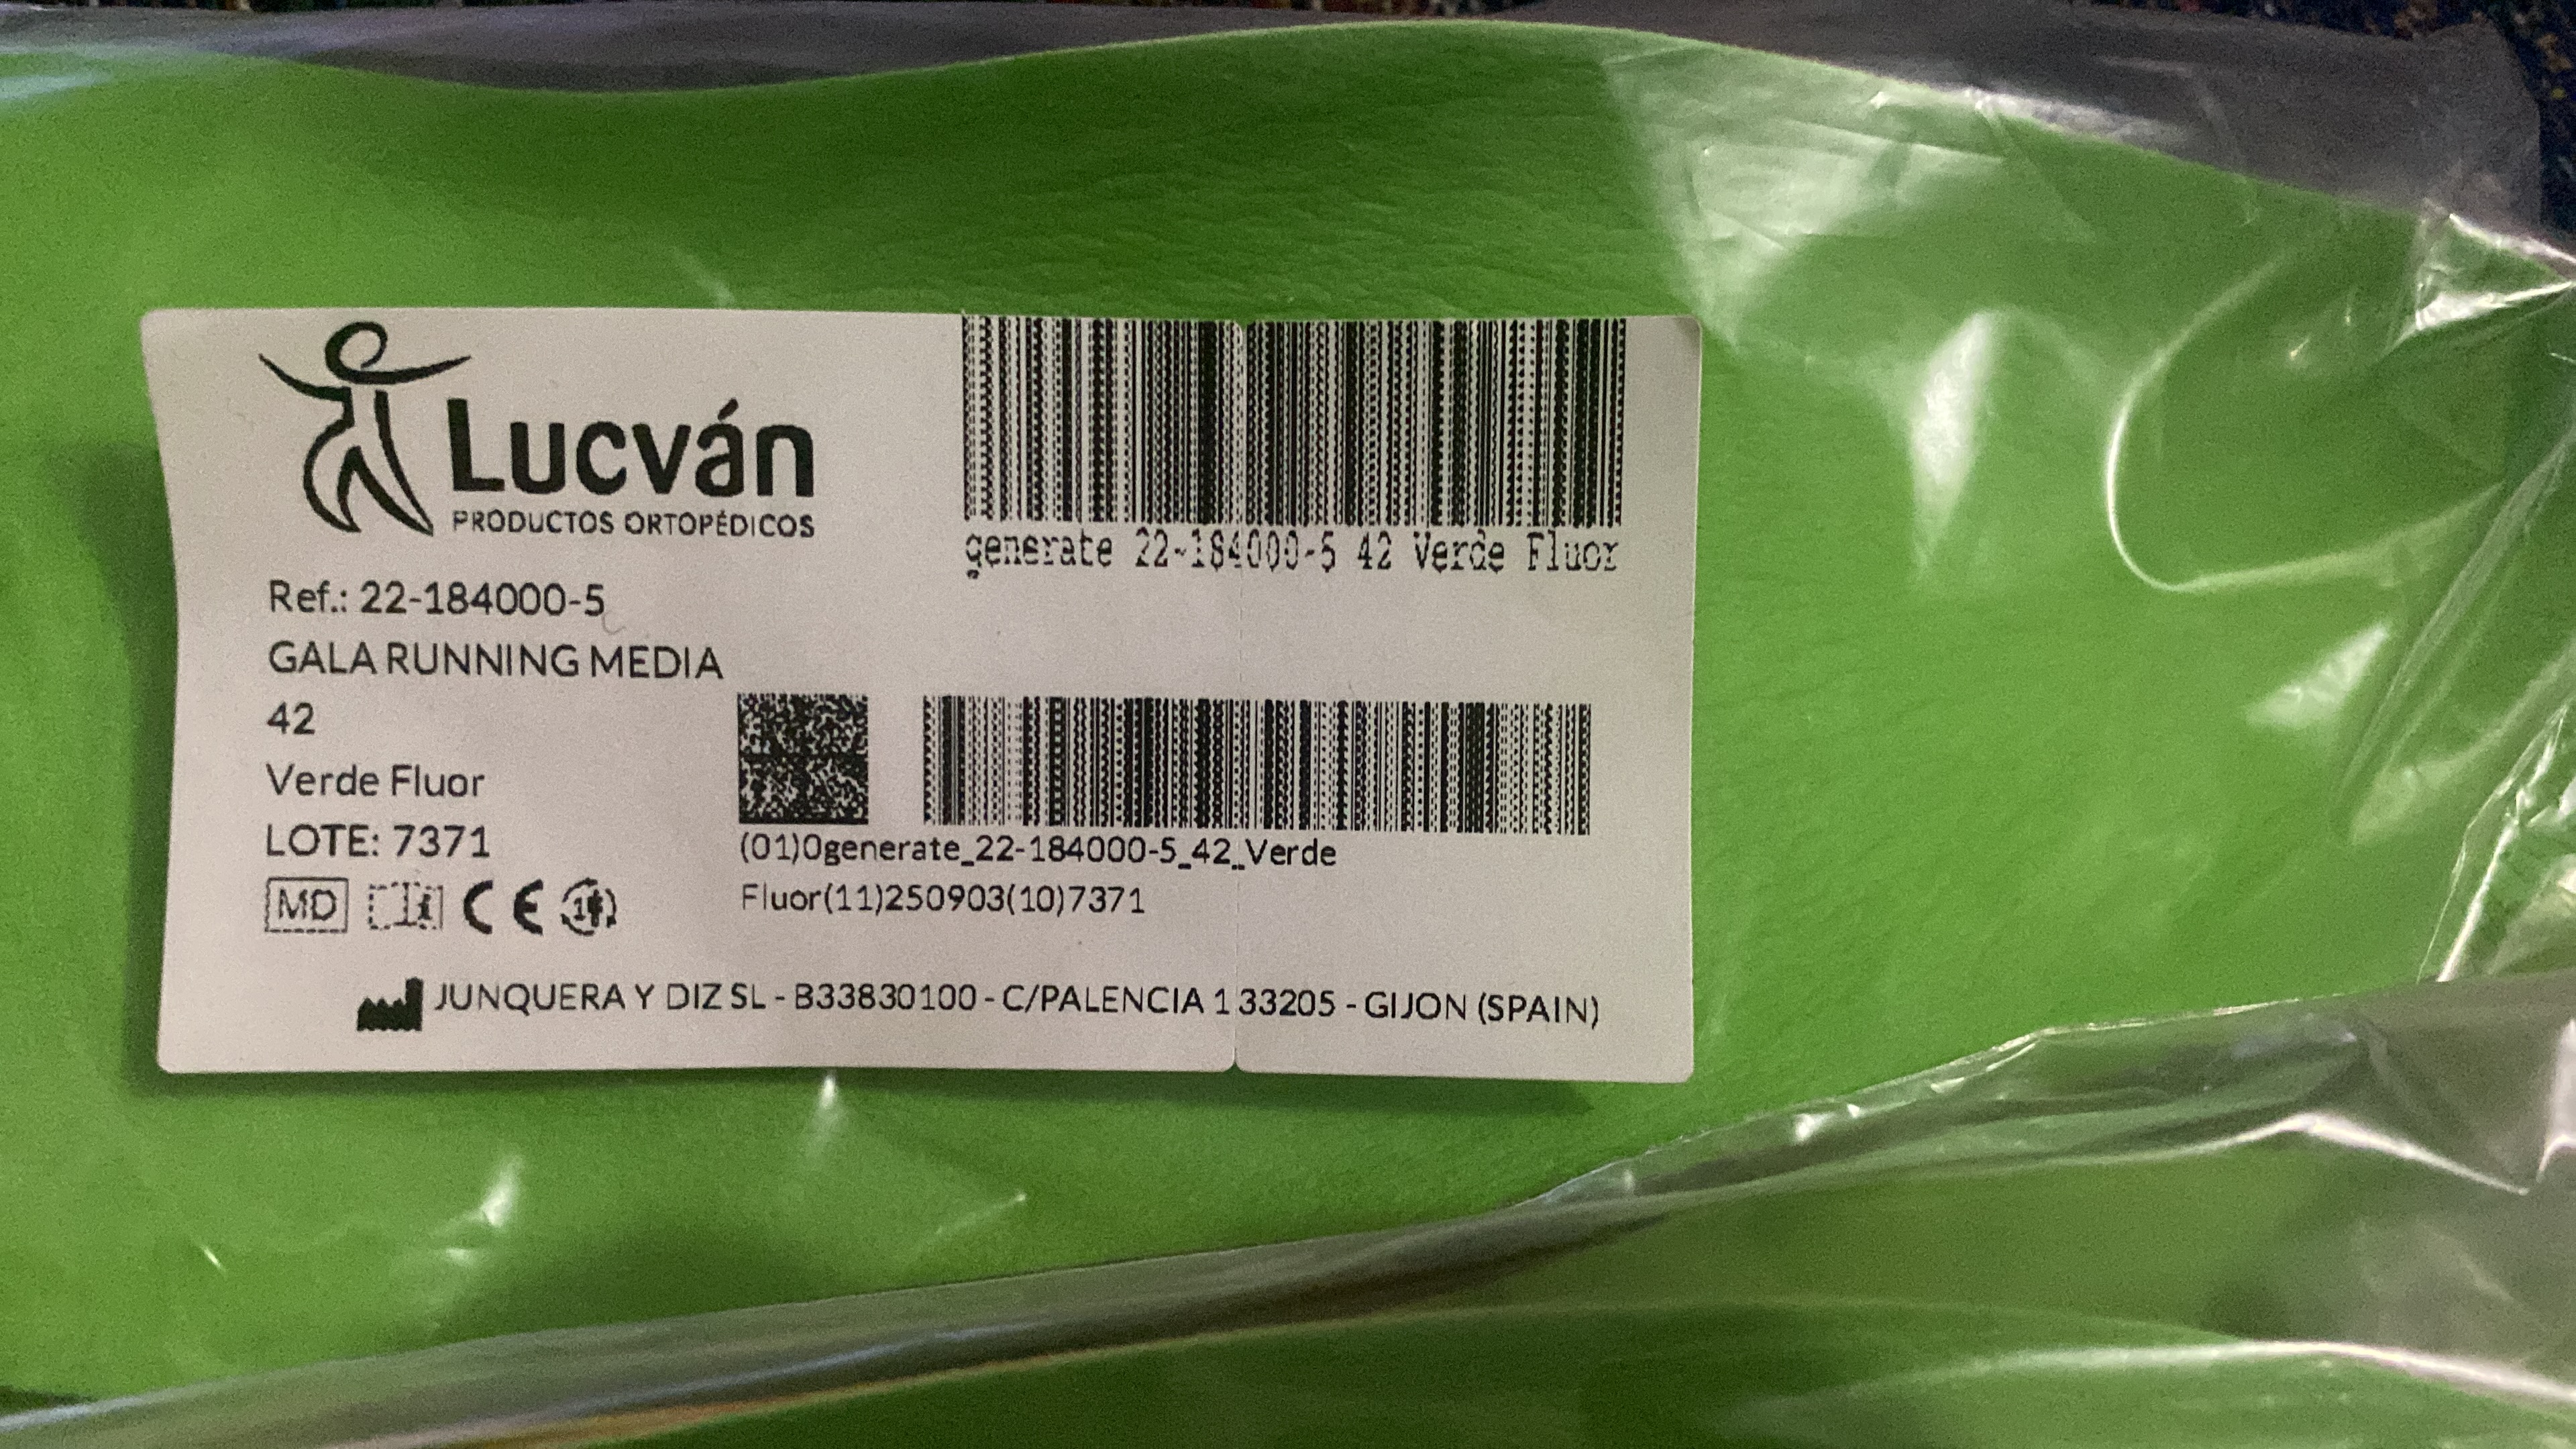 Lucván
PRODUCTOS ORTOPÉDICOS
generate 22-184000-5 42 Verde Fluor
Ref.: 22-184000-5
GALA RUNNING MEDIA
42
Verde Fluor
LOTE: 7371
(01)0generate_22-184000-5_42_Verde
Fluor(11)250903(10)7371
MD CE 1
JUNQUERA Y DIZ SL - B33830100 - C/PALENCIA 1 33205 - GIJON (SPAIN)